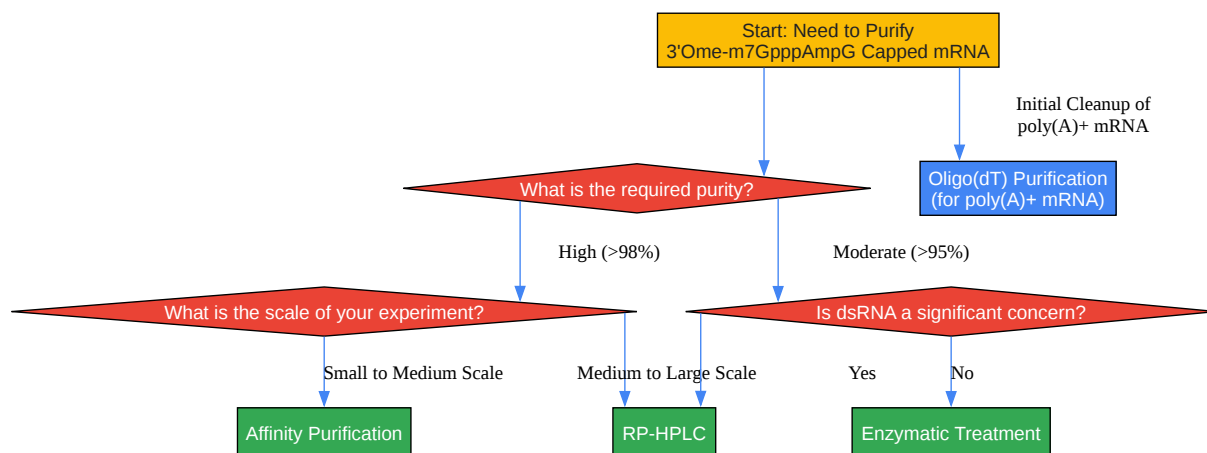 Start: Need to Purify
3'Ome-m7GpppAmpG Capped mRNA
Initial Cleanup of
poly(A)+ mRNA
What is the required purity?
Oligo(dT) Purification
(for poly(A)+ mRNA)
High (>98%)
Moderate (>95%)
What is the scale of your experiment?
Is dsRNA a significant concern?
Small to Medium Scale
Medium to Large Scale
Yes
No
Affinity Purification
RP-HPLC
Enzymatic Treatment